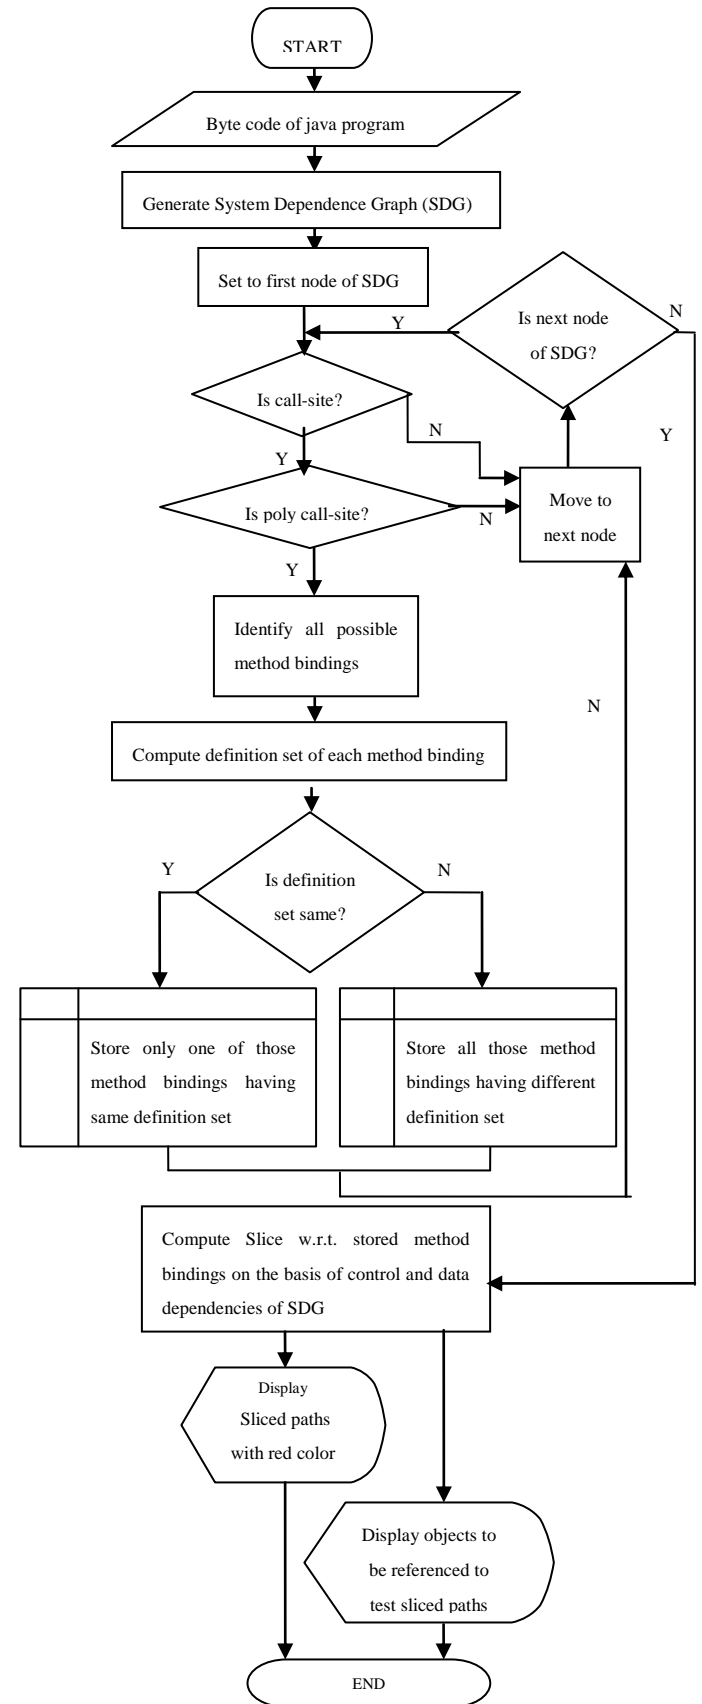 START
Byte code of java program
Generate System Dependence Graph (SDG)
Set to first node of SDG
Is next node
of SDG?
N
Y
Is call-site?
N
Y
Y
Is poly call-site?
N
Move to
next node
Y
Identify all possible
method bindings
N
Compute definition set of each method binding
Y
Is definition
set same?
N
Store only one of those
method bindings having
same definition set
Store all those method
bindings having different
definition set
Compute Slice w.r.t. stored method
bindings on the basis of control and data
dependencies of SDG
Display
Sliced paths
with red color
Display objects to
be referenced to
test sliced paths
END